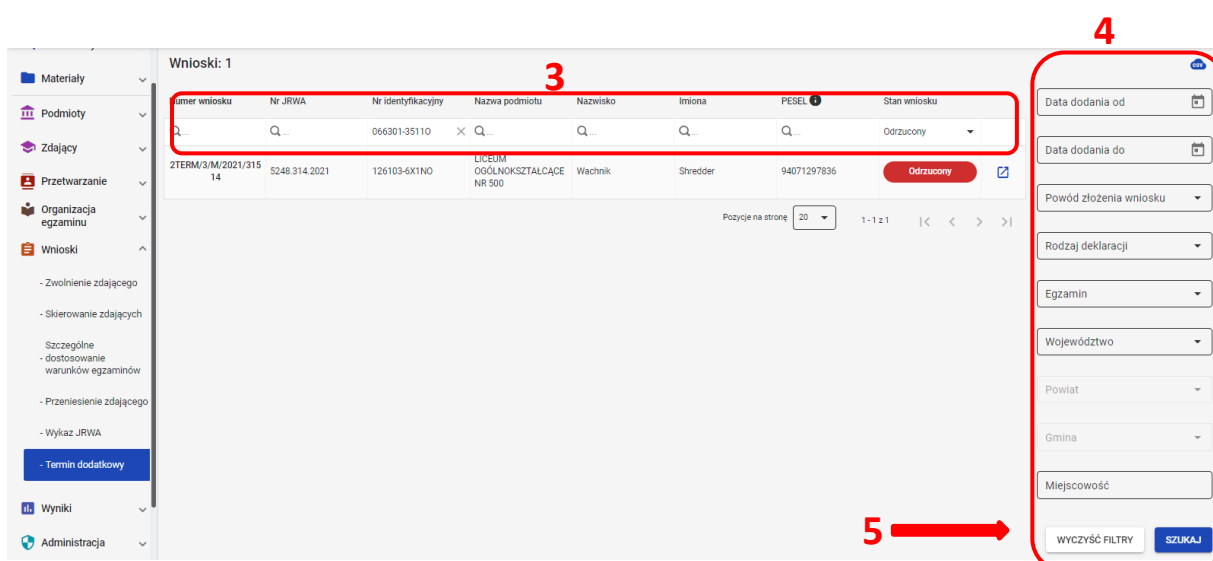 4
Materiały
Podmioty
Zdający
Przetwarzanie
Organizacja
egzaminu
Wnioski
- Zwolnienie zdającego
- Skierowanie zdających
Szczególne
- dostosowanie
warunków egzaminów
- Przeniesienie zdającego
- Wykaz JRWA
- Termin dodatkowy
Wyniki
Administracja
Wnioski: 1
3
Numer wniosku Nr JRWA Nr identyfikacyjny Nazwa podmiotu Nazwisko Imiona PESEL Stan wniosku
... ... 066301-35110 ... ... ... ... Odrzucony
2TERM/3/M/2021/315
14
5248.314.2021
126103-6X1NO
LICEUM
OGÓLNOKSZTAŁCĄCE
NR 500
Wachnik
Shredder
94071297836
Odrzucony
Pozycje na stronę 20 1 - 1 z 1
csv
Data dodania od
Data dodania do
Powód złożenia wniosku
Rodzaj deklaracji
Egzamin
Województwo
Powiat
Gmina
Miejscowość
5
WYCZYŚĆ FILTRY SZUKAJ